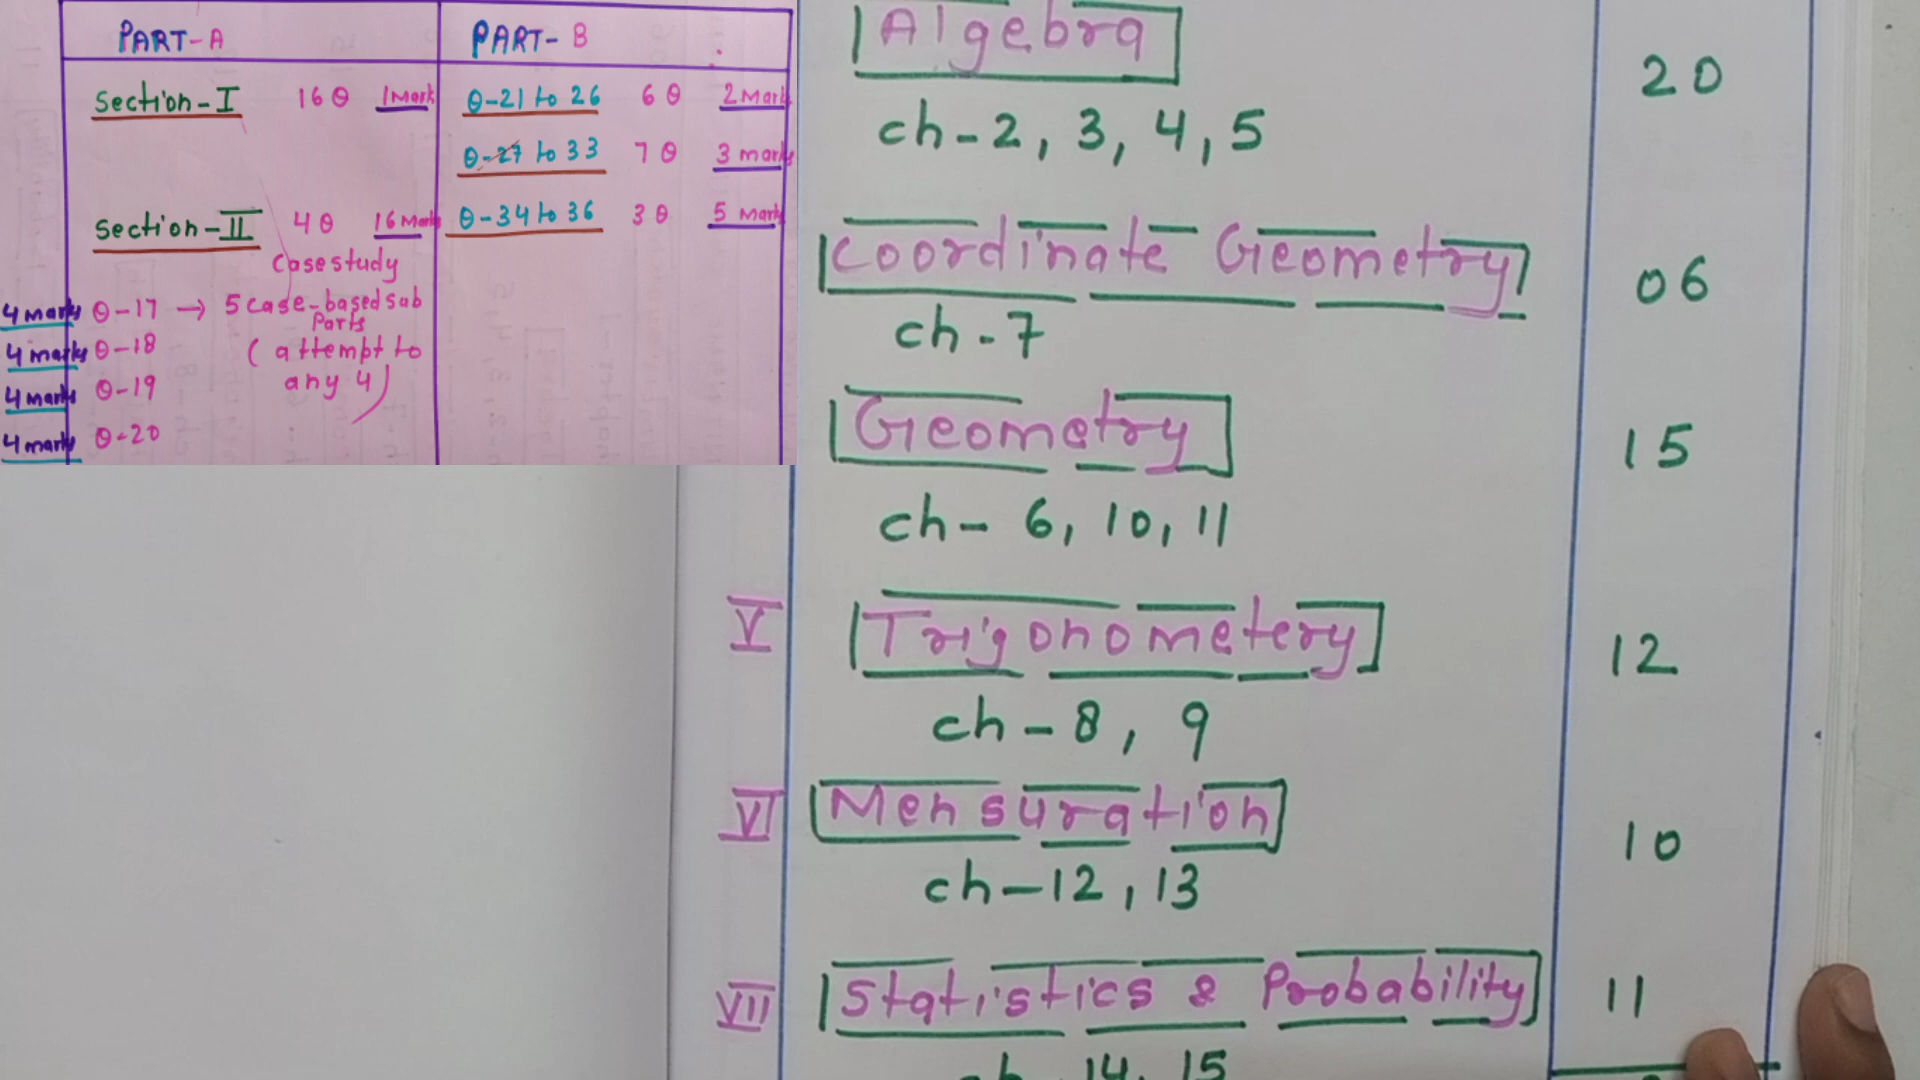 PART-A
Section-I 16 Q 1 Mark
Section-II 4 Q 16 Marks
Case study
4 marks Q-17 → 5 case-based sub
Parts
4 marks Q-18 ( attempt to
any 4)
4 marks Q-19
4 marks Q-20
PART-B
Q-21 to 26 6 Q 2 Mark
Q-27 to 33 7 Q 3 marks
Q-34 to 36 3 Q 5 Mark
Algebra 20
ch-2, 3, 4, 5
Coordinate Geometry 06
ch-7
Geometry 15
ch- 6, 10, 11
V Trigonometery 12
ch-8, 9
VI Mensuration 10
ch-12, 13
VII Statistics & Probability 11
ch 14, 15